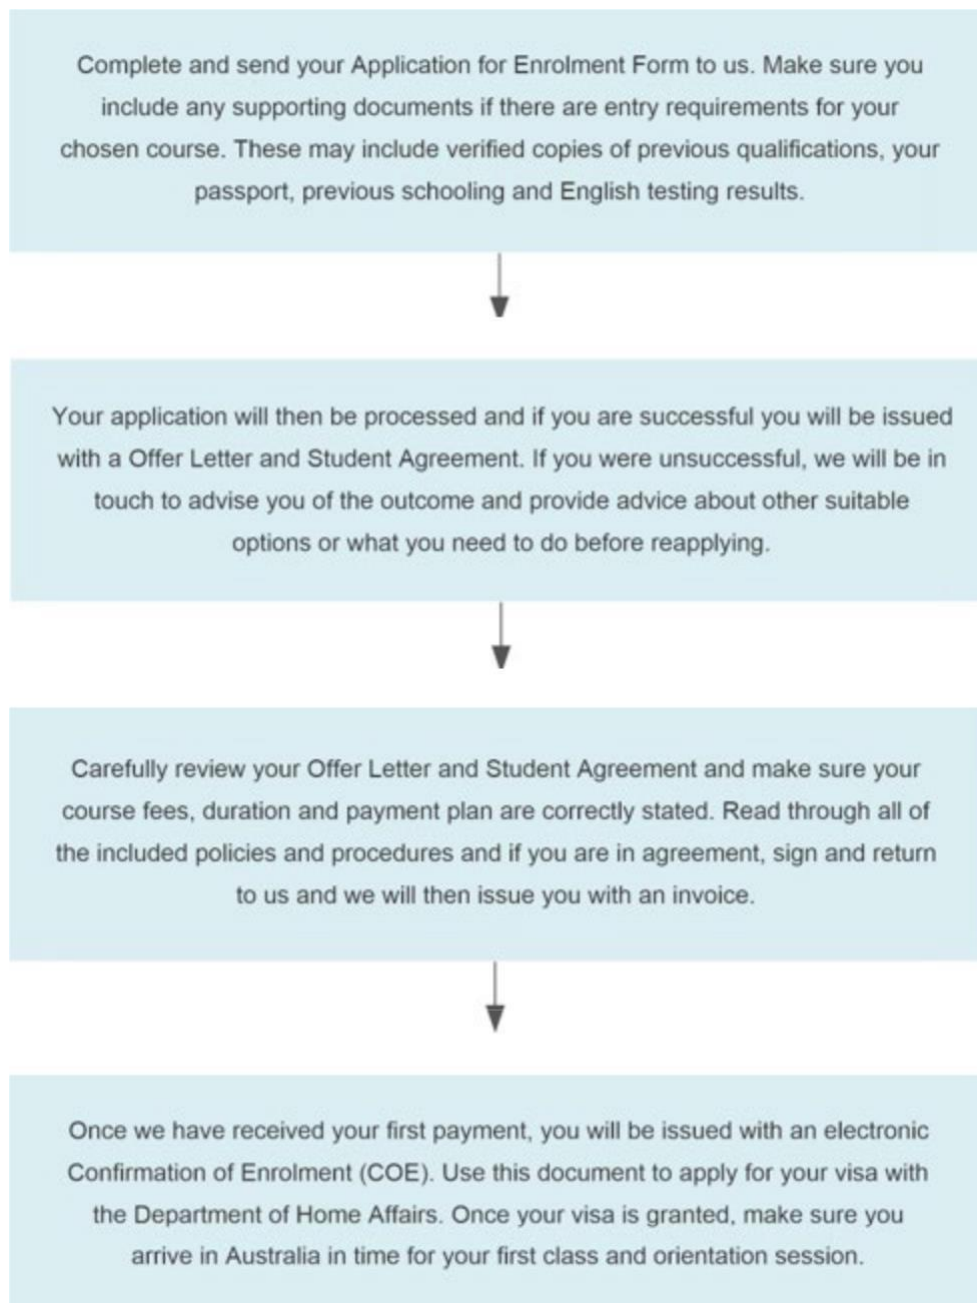 Complete and send your Application for Enrolment Form to us. Make sure you
include any supporting documents if there are entry requirements for your
chosen course. These may include verified copies of previous qualifications, your
passport, previous schooling and English testing results.
Your application will then be processed and if you are successful you will be issued
with a Offer Letter and Student Agreement. If you were unsuccessful, we will be in
touch to advise you of the outcome and provide advice about other suitable
options or what you need to do before reapplying.
Carefully review your Offer Letter and Student Agreement and make sure your
course fees, duration and payment plan are correctly stated. Read through all of
the included policies and procedures and if you are in agreement, sign and return
to us and we will then issue you with an invoice.
Once we have received your first payment, you will be issued with an electronic
Confirmation of Enrolment (COE). Use this document to apply for your visa with
the Department of Home Affairs. Once your visa is granted, make sure you
arrive in Australia in time for your first class and orientation session.